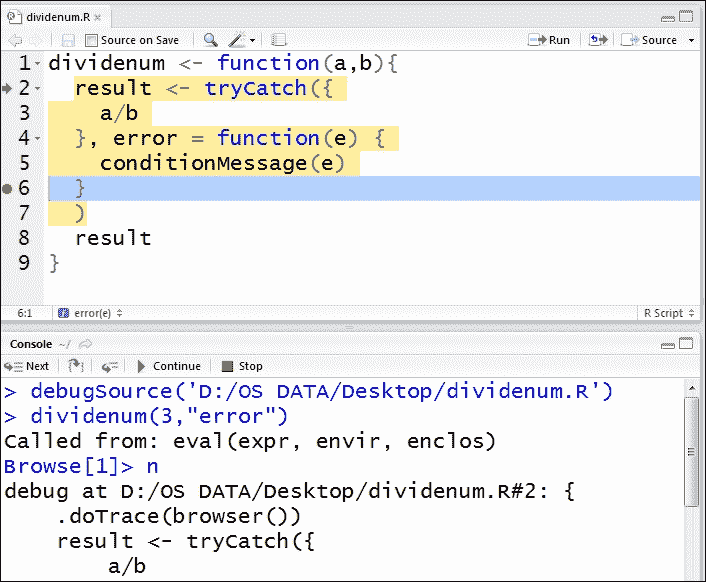 dividenum.R
Source on Save
Run
Source
1 dividenum <- function(a,b){
2 result <- tryCatch({
3 a/b
4 }, error = function(e) {
5 conditionMessage(e)
6 }
7 )
8 result
9 }
6:1 error(e) R Script
Console ~/
Next Continue Stop
> debugSource('D:/OS DATA/Desktop/dividenum.R')
> dividenum(3,"error")
Called from: eval(expr, envir, enclos)
Browse[1]> n
debug at D:/OS DATA/Desktop/dividenum.R#2: {
.doTrace(browser())
result <- tryCatch({
a/b